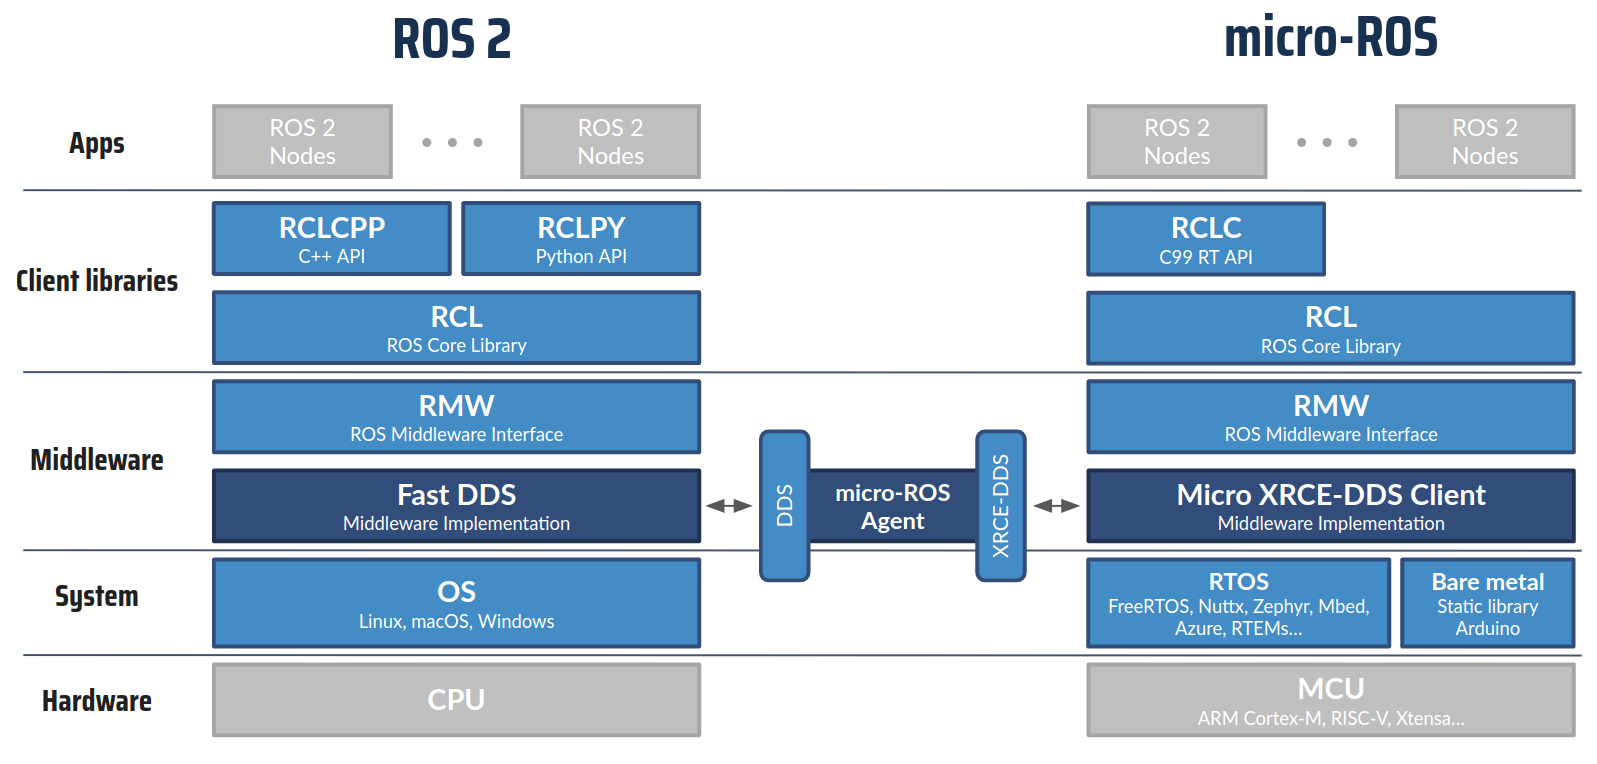 ROS 2
micro-ROS
Apps
ROS 2
Nodes
ROS 2
Nodes
ROS 2
Nodes
ROS 2
Nodes
Client libraries
RCLCPP
C++ API
RCLPY
Python API
RCLC
C99 RT API
RCL
ROS Core Library
RCL
ROS Core Library
Middleware
RMW
ROS Middleware Interface
RMW
ROS Middleware Interface
Fast DDS
Middleware Implementation
DDS
micro-ROS
Agent
XRCE-DDS
Micro XRCE-DDS Client
Middleware Implementation
System
OS
Linux, macOS, Windows
RTOS
FreeRTOS, Nuttx, Zephyr, Mbed,
Azure, RTEMs...
Bare metal
Static library
Arduino
Hardware
CPU
MCU
ARM Cortex-M, RISC-V, Xtensa...